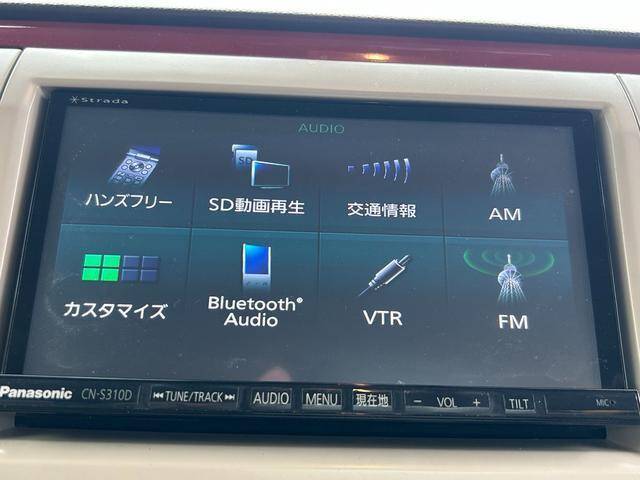 Strada
AUDIO
SD
ハンズフリー SD動画再生 交通情報 AM
カスタマイズ Bluetooth® Audio VTR FM
Panasonic CN-S310D TUNE/TRACK AUDIO MENU 現在地 − VOL + TILT MIC